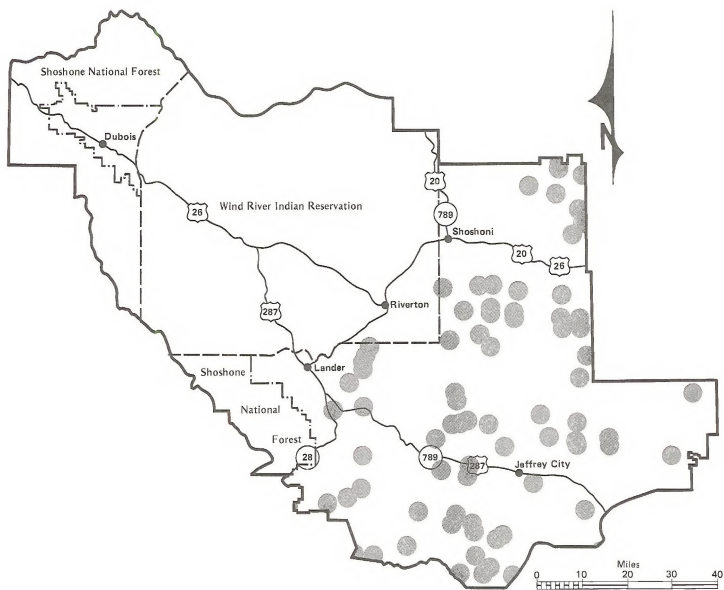 Shoshone National Forest
Dubois
20
26
Wind River Indian Reservation
789
Shoshoni
20
26
287
Riverton
Lander
Shoshone
National
Forest
28
789
287
Jeffrey City
N
Miles
0 10 20 30 40